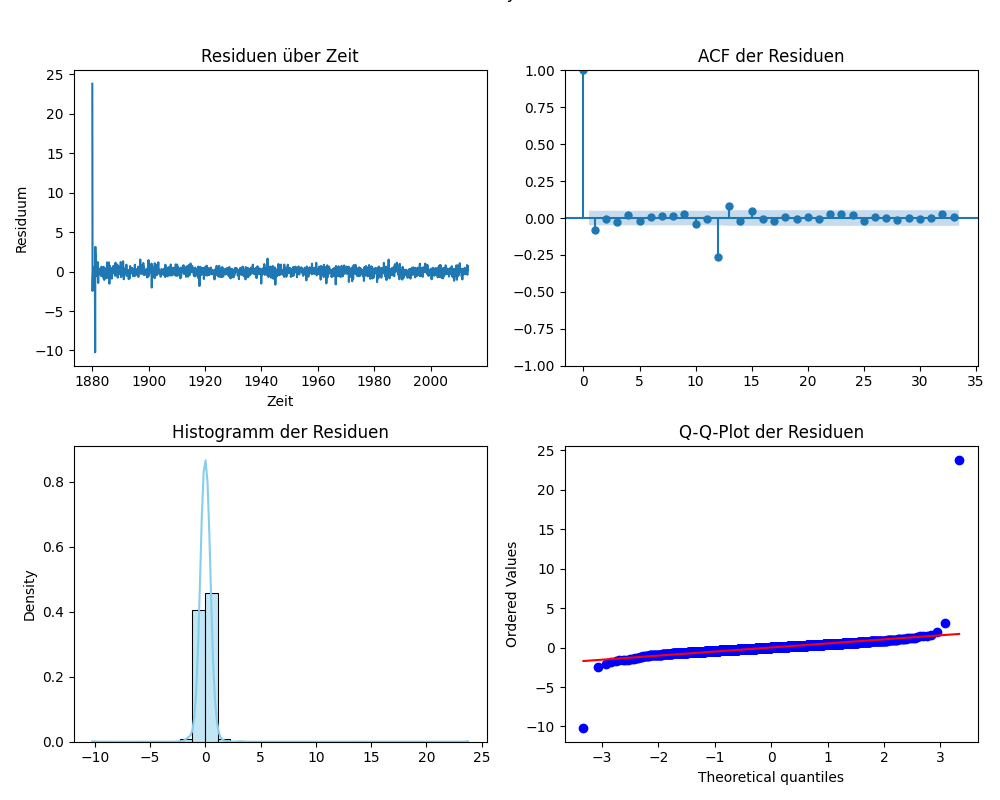 Residuen über Zeit
25
20
15
10
5
0
−5
−10
Residuum
1880 1900 1920 1940 1960 1980 2000
Zeit
ACF der Residuen
1.00
0.75
0.50
0.25
0.00
−0.25
−0.50
−0.75
−1.00
0 5 10 15 20 25 30 35
Histogramm der Residuen
0.8
0.6
0.4
0.2
0.0
Density
−10 −5 0 5 10 15 20 25
Q-Q-Plot der Residuen
25
20
15
10
5
0
−5
−10
Ordered Values
−3 −2 −1 0 1 2 3
Theoretical quantiles